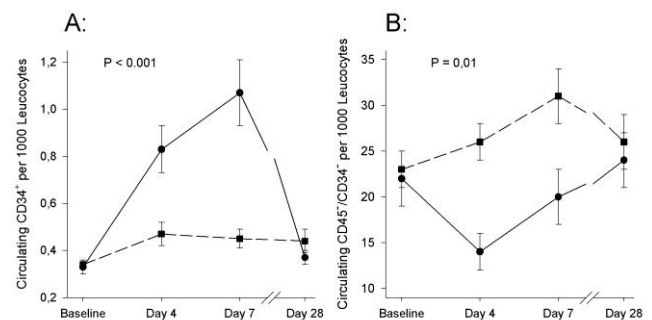 A:
P < 0.001
Circulating CD34⁺ per 1000 Leucocytes
1,2
1,0
0,8
0,6
0,4
0,2
Baseline Day 4 Day 7 Day 28
B:
P = 0,01
Circulating CD45⁻/CD34⁻ per 1000 Leucocytes
35
30
25
20
15
10
Baseline Day 4 Day 7 Day 28